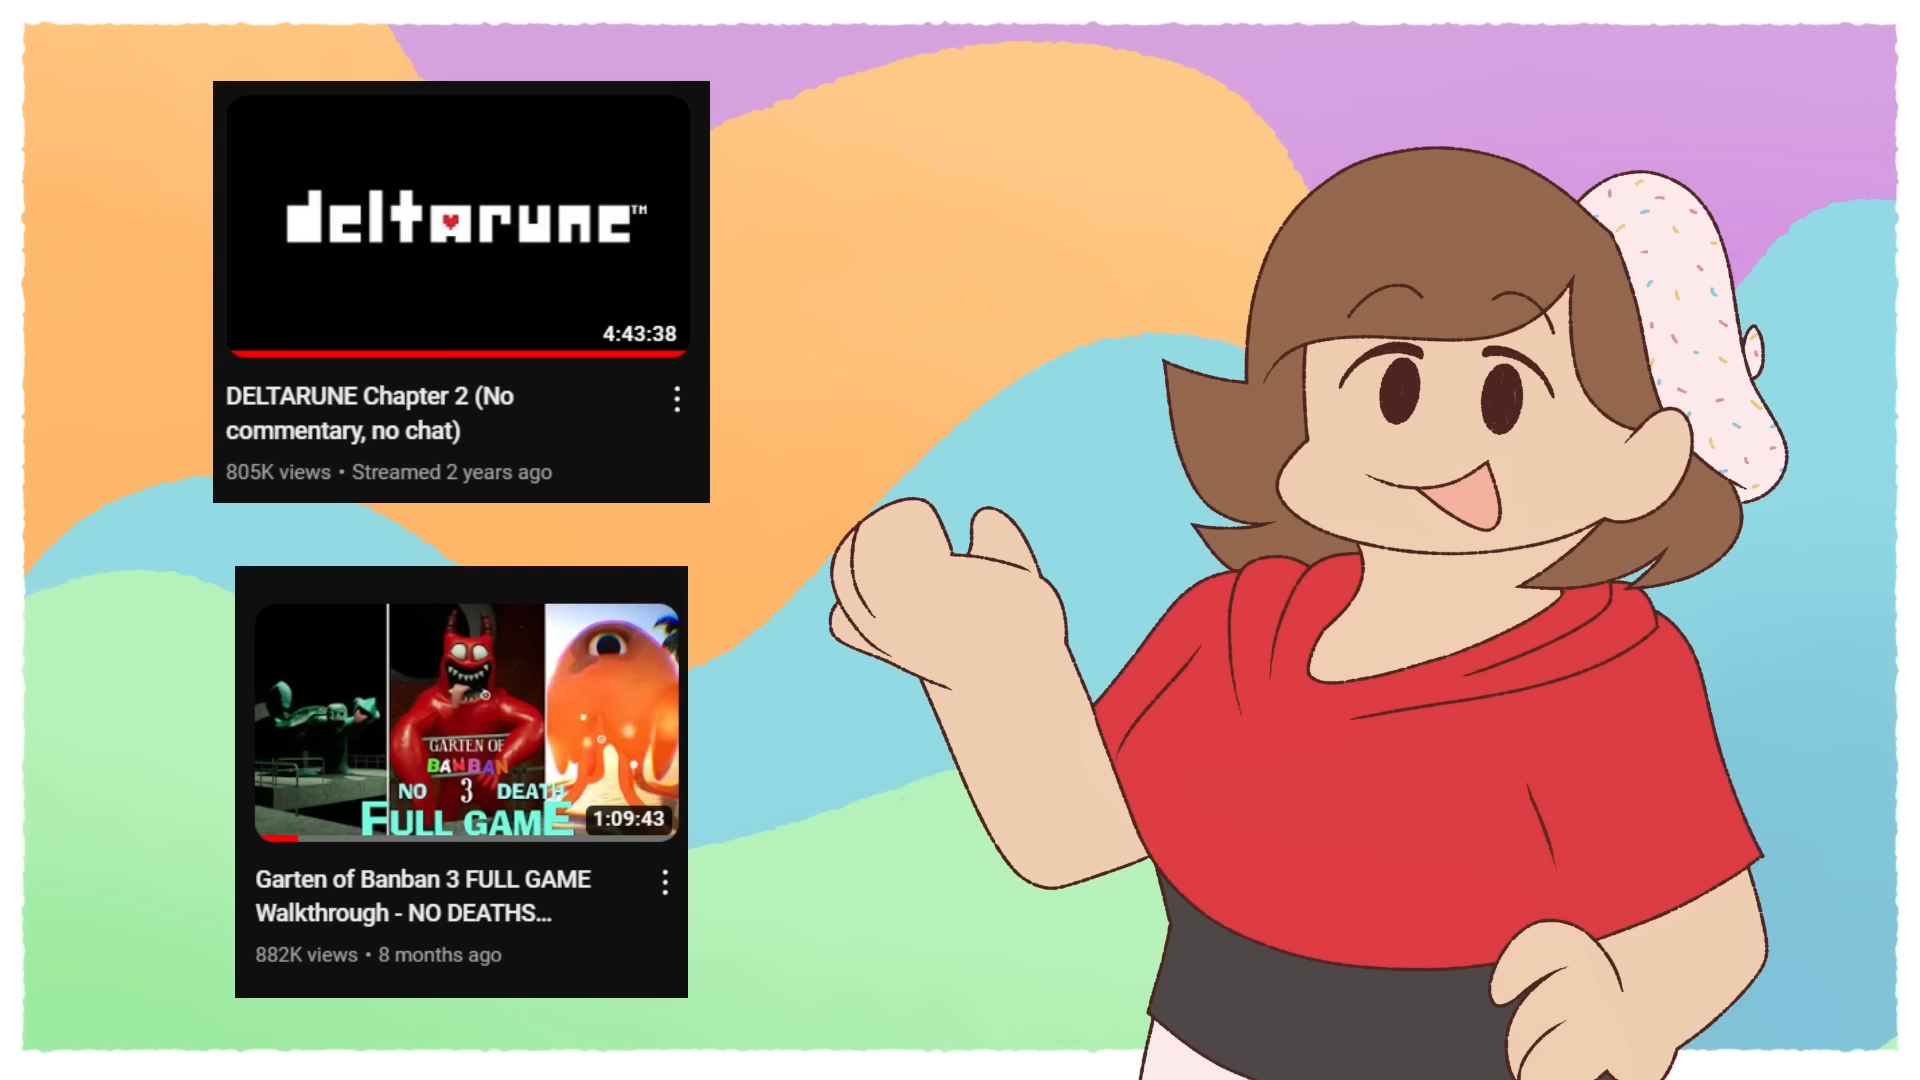 deltarune™
4:43:38
DELTARUNE Chapter 2 (No
commentary, no chat)
805K views • Streamed 2 years ago
GARTEN OF
BANBAN
NO 3 DEATH
FULL GAME
1:09:43
Garten of Banban 3 FULL GAME
Walkthrough - NO DEATHS...
882K views • 8 months ago